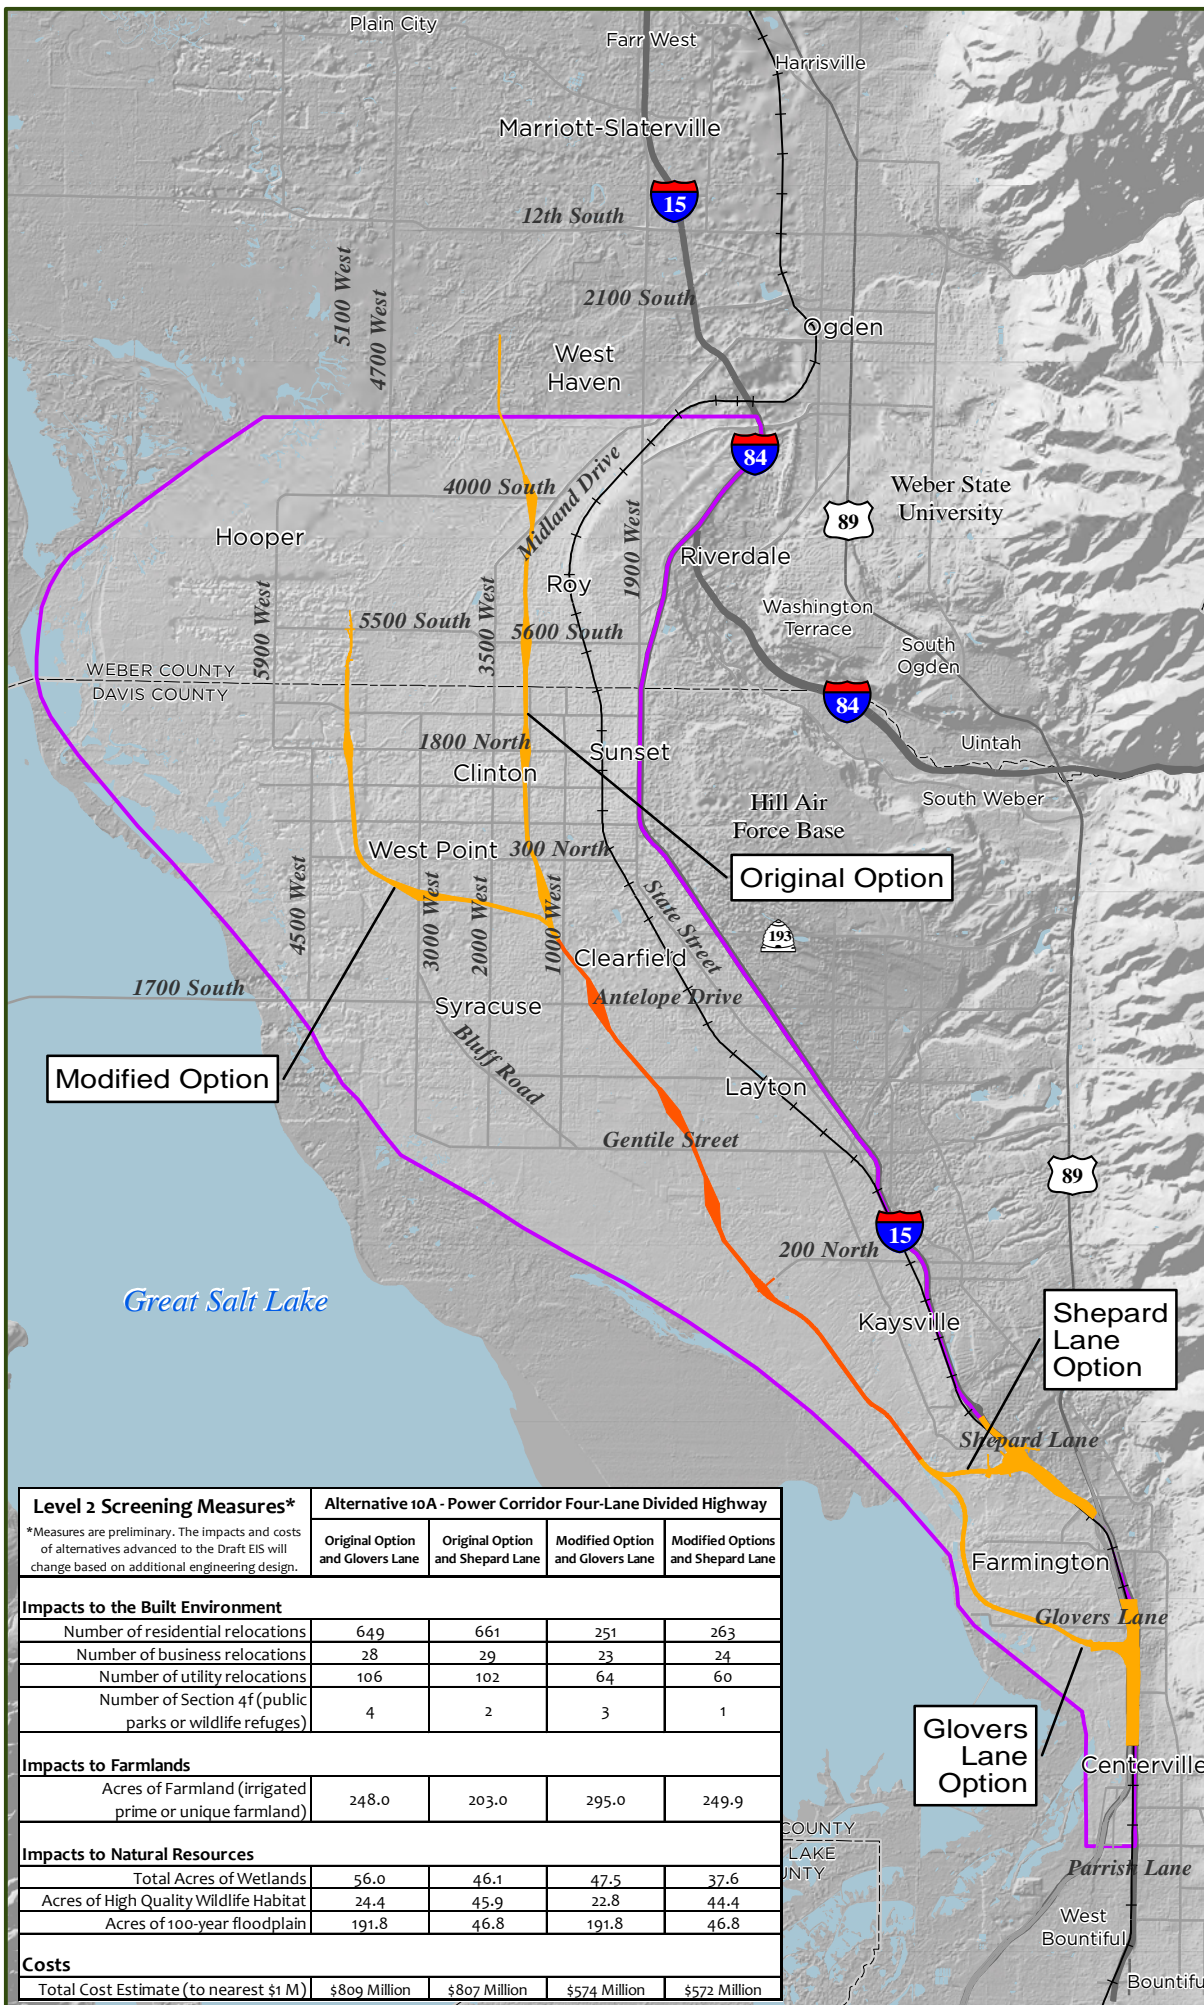 Plain City
Farr West
Harrisville
Marriott-Slaterville
15
12th South
5100 West
4700 West
2100 South
Ogden
West
Haven
84
Midland Drive
4000 South
Weber State
University
89
Hooper
1900 West
Riverdale
Roy
3500 West
5900 West
5500 South
5600 South
Washington
Terrace
South
Ogden
WEBER COUNTY
DAVIS COUNTY
84
1800 North
Sunset
Uintah
Clinton
South Weber
Hill Air
Force Base
West Point
300 North
Original Option
4500 West
3000 West
2000 West
1000 West
State Street
193
Clearfield
1700 South
Syracuse
Antelope Drive
Bluff Road
Modified Option
Layton
Gentile Street
89
15
200 North
Great Salt Lake
Kaysville
Shepard
Lane
Option
Shepard Lane
Farmington
Glovers Lane
Glovers
Lane
Option
Centerville
COUNTY
LAKE
UNTY
Parrish Lane
West
Bountiful
Bountifu
Level 2 Screening Measures*
*Measures are preliminary. The impacts and costs
of alternatives advanced to the Draft EIS will
change based on additional engineering design.
Alternative 10A - Power Corridor Four-Lane Divided Highway
Original Option and Glovers Lane
Original Option and Shepard Lane
Modified Option and Glovers Lane
Modified Options and Shepard Lane
Impacts to the Built Environment
Number of residential relocations 649 661 251 263
Number of business relocations 28 29 23 24
Number of utility relocations 106 102 64 60
Number of Section 4f (public
parks or wildlife refuges) 4 2 3 1
Impacts to Farmlands
Acres of Farmland (irrigated
prime or unique farmland) 248.0 203.0 295.0 249.9
Impacts to Natural Resources
Total Acres of Wetlands 56.0 46.1 47.5 37.6
Acres of High Quality Wildlife Habitat 24.4 45.9 22.8 44.4
Acres of 100-year floodplain 191.8 46.8 191.8 46.8
Costs
Total Cost Estimate (to nearest $1 M) $809 Million $807 Million $574 Million $572 Million